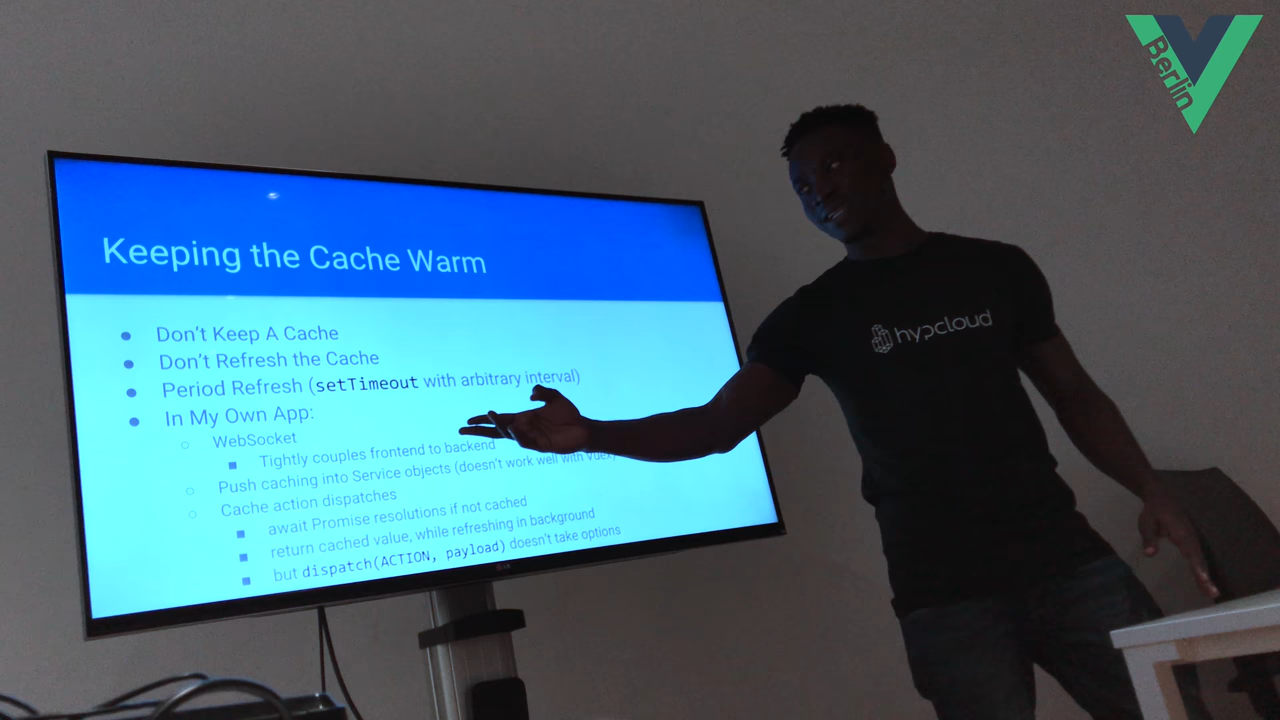 Berlin
Keeping the Cache Warm
hypcloud
● Don't Keep A Cache
● Don't Refresh the Cache
● Period Refresh (setTimeout with arbitrary interval)
● In My Own App:
○ WebSocket
■ Tightly couples frontend to backend
○ Push caching into Service objects (doesn't work well with Vuex)
○ Cache action dispatches
■ await Promise resolutions if not cached
■ return cached value, while refreshing in background
■ but dispatch(ACTION, payload) doesn't take options
LG